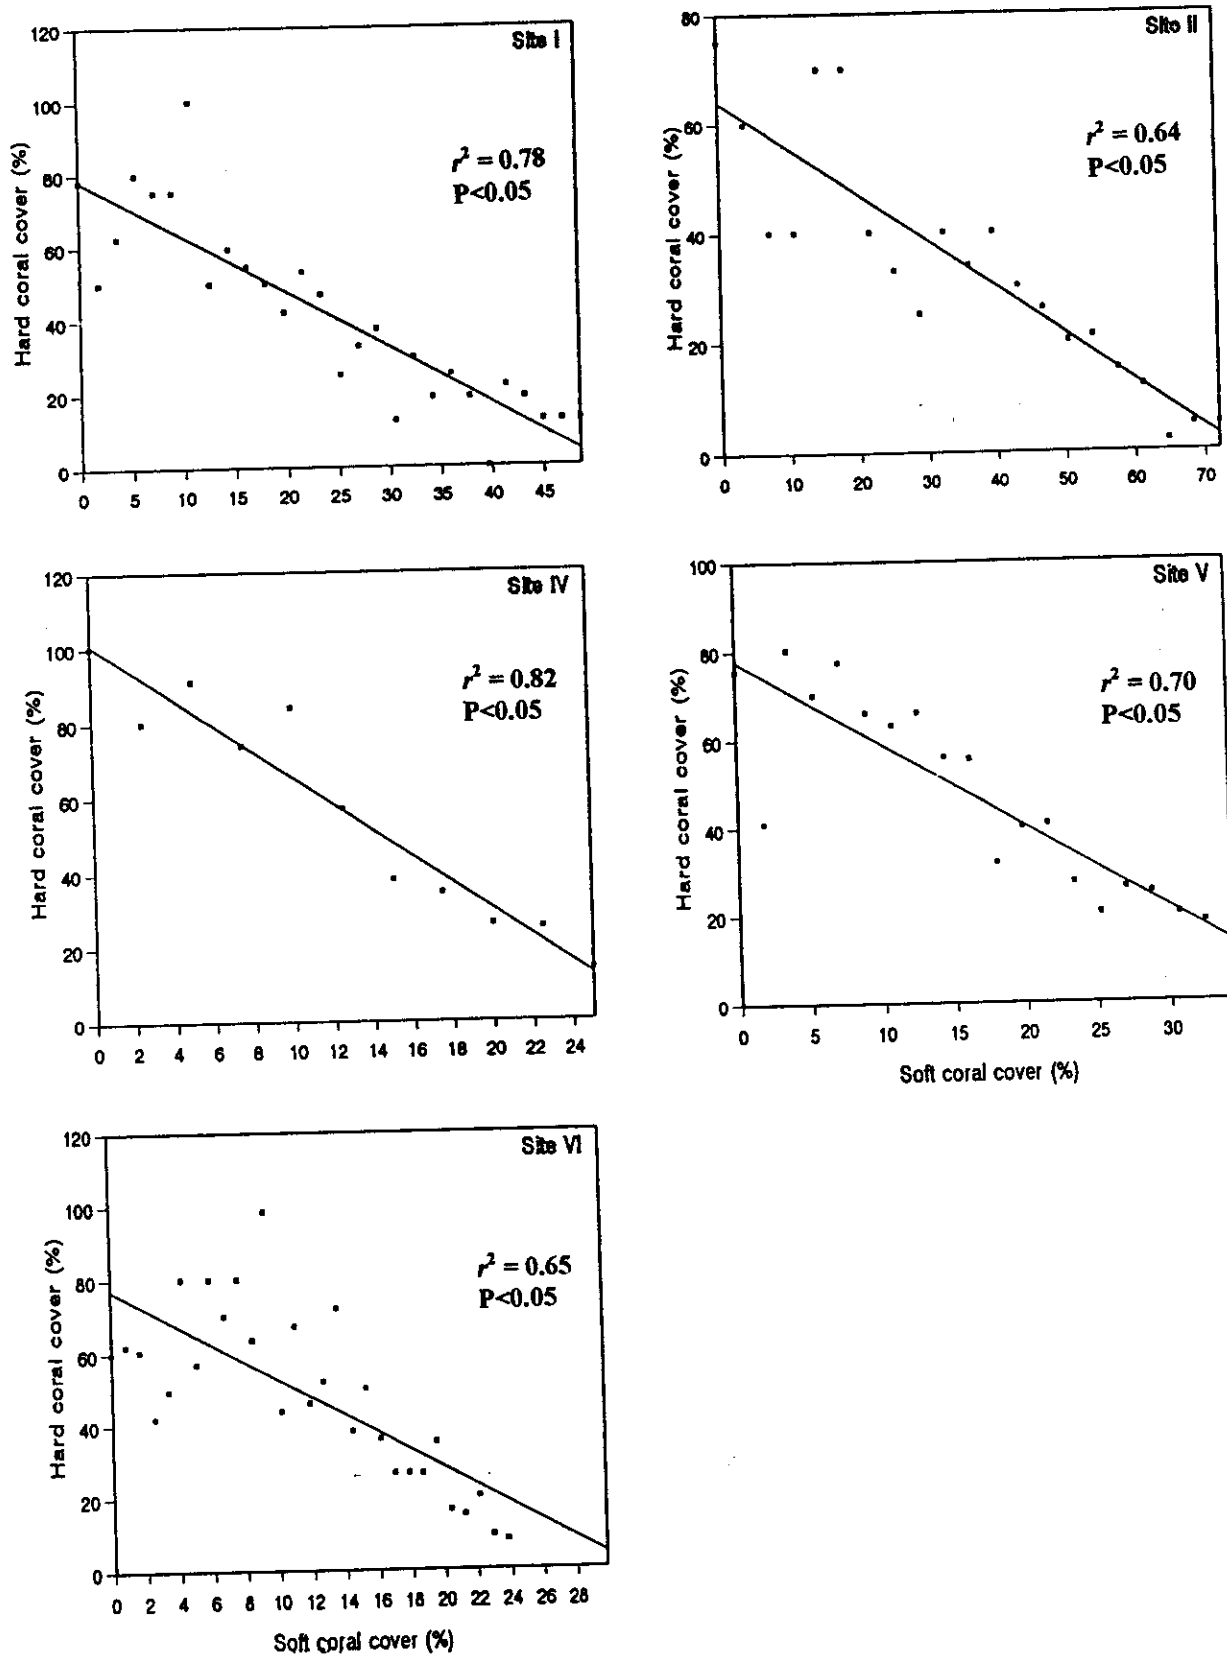 Site I
r² = 0.78
P<0.05
Hard coral cover (%)
120
100
80
60
40
20
0
0 5 10 15 20 25 30 35 40 45
Site II
r² = 0.64
P<0.05
Hard coral cover (%)
80
60
40
20
0
0 10 20 30 40 50 60 70
Site IV
r² = 0.82
P<0.05
Hard coral cover (%)
120
100
80
60
40
20
0
0 2 4 6 8 10 12 14 16 18 20 22 24
Site V
r² = 0.70
P<0.05
Hard coral cover (%)
100
80
60
40
20
0
0 5 10 15 20 25 30
Soft coral cover (%)
Site VI
r² = 0.65
P<0.05
Hard coral cover (%)
120
100
80
60
40
20
0
0 2 4 6 8 10 12 14 16 18 20 22 24 26 28
Soft coral cover (%)